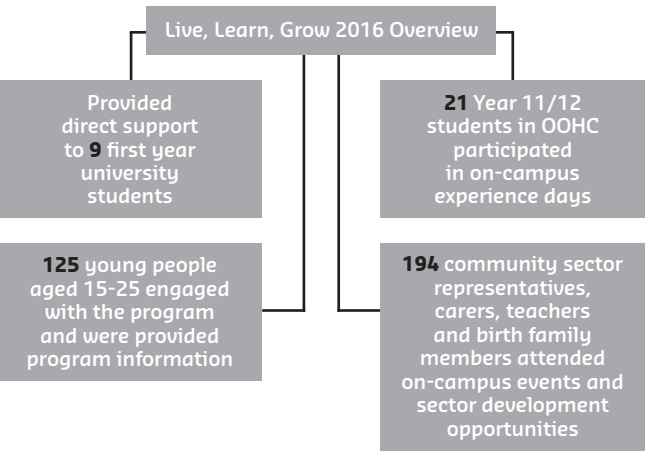 Live, Learn, Grow 2016 Overview
Provided
direct support
to 9 first year
university
students
21 Year 11/12
students in OOHC
participated
in on-campus
experience days
125 young people
aged 15-25 engaged
with the program
and were provided
program information
194 community sector
representatives,
carers, teachers
and birth family
members attended
on-campus events and
sector development
opportunities